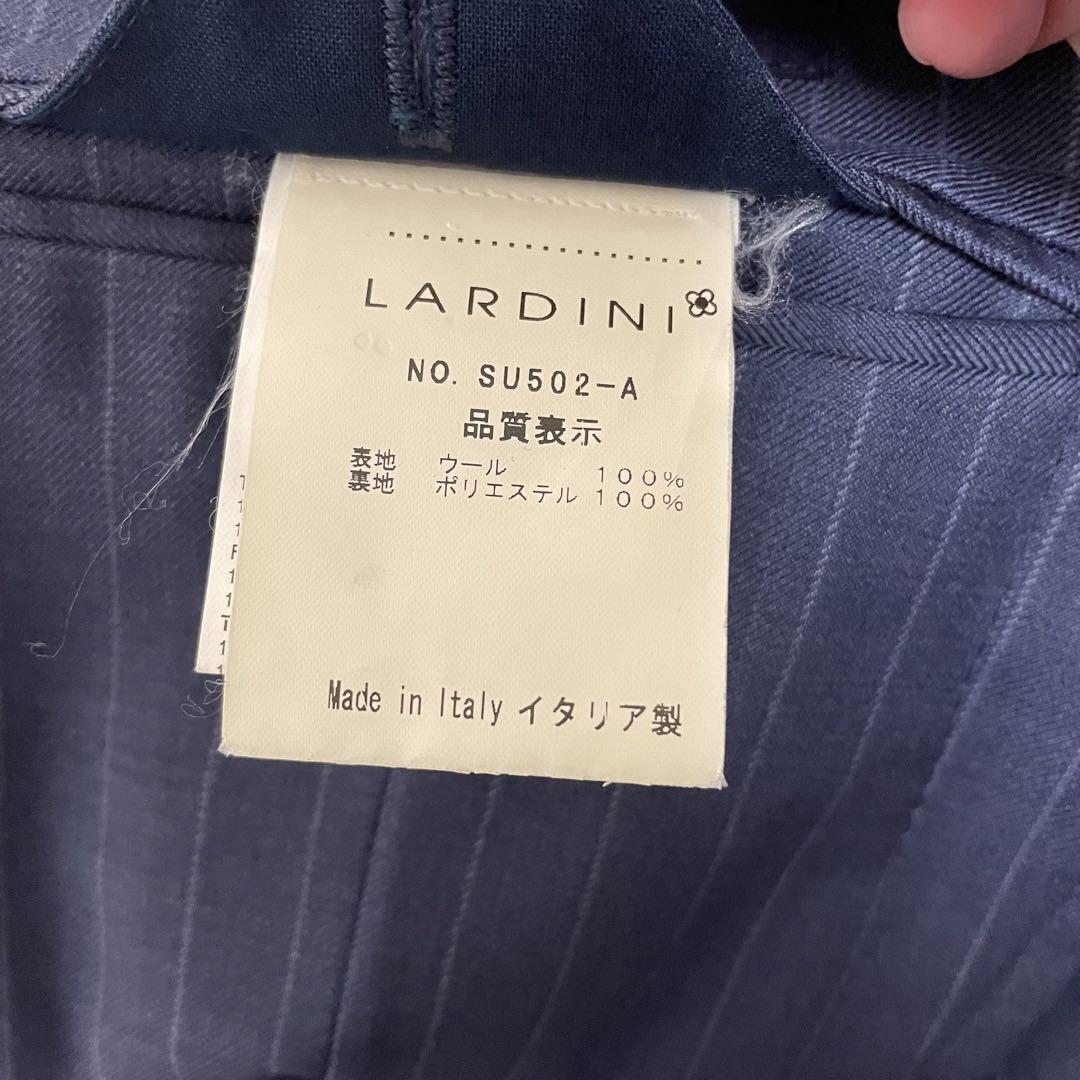 LARDINI
NO. SU502-A
品質表示
表地 ウール 100%
裏地 ポリエステル 100%
Made in Italy イタリア製